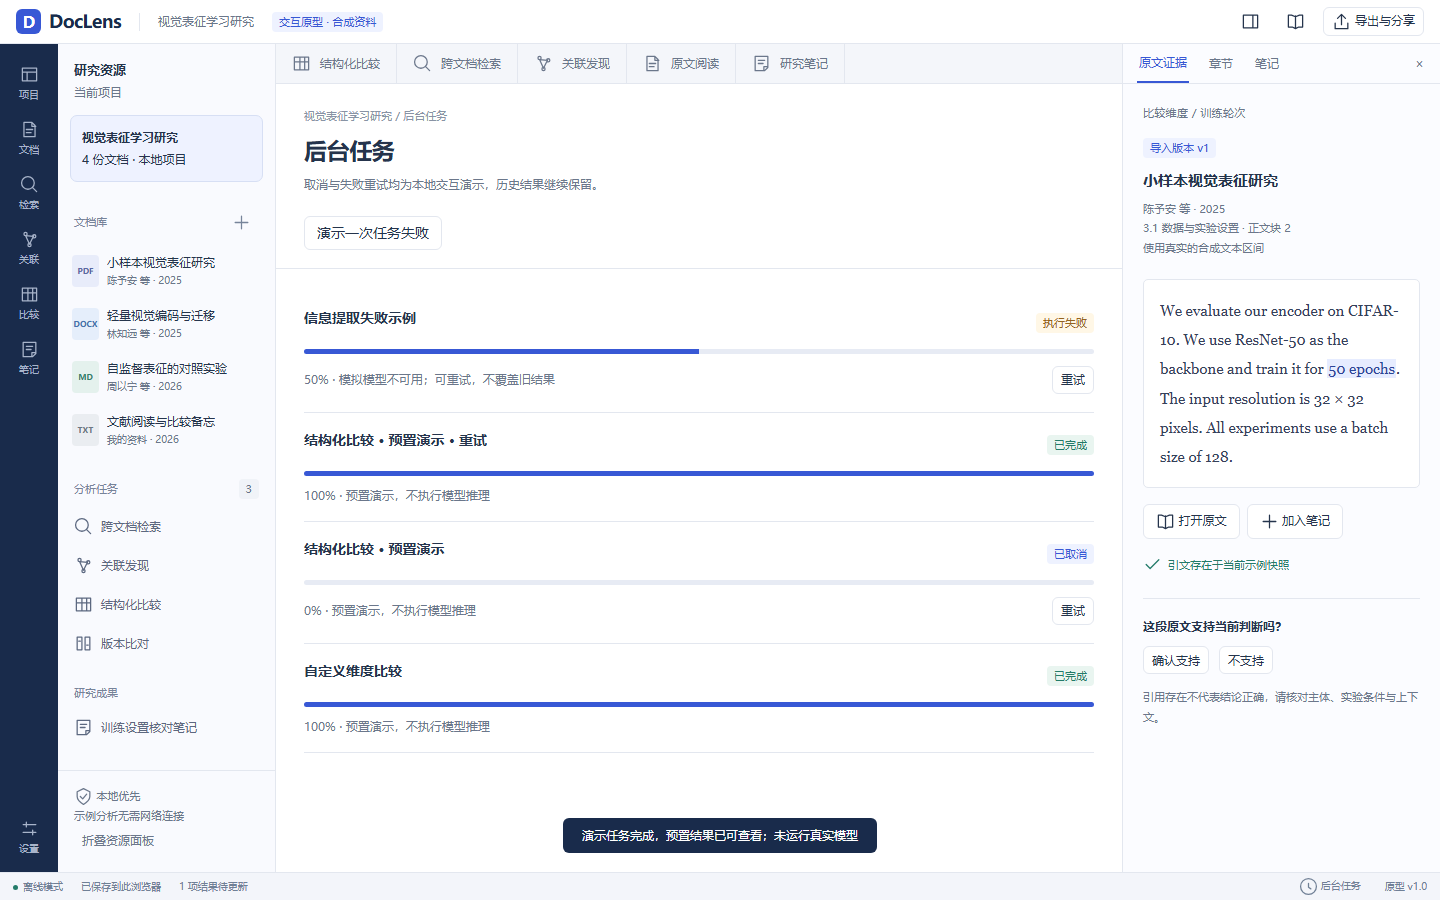 D DocLens 视觉表征学习研究 交互原型 · 合成资料 导出与分享
项目
文档
检索
关联
比较
笔记
设置
研究资源
当前项目
视觉表征学习研究
4 份文档 · 本地项目
文档库
PDF 小样本视觉表征研究
陈予安 等 · 2025
DOCX 轻量视觉编码与迁移
林知远 等 · 2025
MD 自监督表征的对照实验
周以宁 等 · 2026
TXT 文献阅读与比较备忘
我的资料 · 2026
分析任务 3
跨文档检索
关联发现
结构化比较
版本比对
研究成果
训练设置核对笔记
本地优先
示例分析无需网络连接
折叠资源面板
结构化比较 跨文档检索 关联发现 原文阅读 研究笔记
视觉表征学习研究 / 后台任务
后台任务
取消与失败重试均为本地交互演示，历史结果继续保留。
演示一次任务失败
信息提取失败示例 执行失败
50% · 模拟模型不可用；可重试，不覆盖旧结果 重试
结构化比较 • 预置演示 • 重试 已完成
100% · 预置演示，不执行模型推理
结构化比较 • 预置演示 已取消
0% · 预置演示，不执行模型推理 重试
自定义维度比较 已完成
100% · 预置演示，不执行模型推理
演示任务完成，预置结果已可查看；未运行真实模型
原文证据 章节 笔记 ×
比较维度 / 训练轮次
导入版本 v1
小样本视觉表征研究
陈予安 等 · 2025
3.1 数据与实验设置 · 正文块 2
使用真实的合成文本区间
We evaluate our encoder on CIFAR-
10. We use ResNet-50 as the
backbone and train it for 50 epochs.
The input resolution is 32 × 32
pixels. All experiments use a batch
size of 128.
打开原文 加入笔记
引文存在于当前示例快照
这段原文支持当前判断吗？
确认支持 不支持
引用存在不代表结论正确，请核对主体、实验条件与上下
文。
离线模式 已保存到此浏览器 1 项结果待更新 后台任务 原型 v1.0